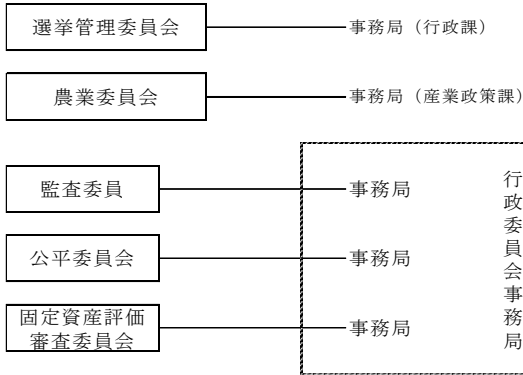 選挙管理委員会
事務局（行政課）
農業委員会
事務局（産業政策課）
監査委員
事務局
公平委員会
事務局
固定資産評価
審査委員会
事務局
行政委員会事務局